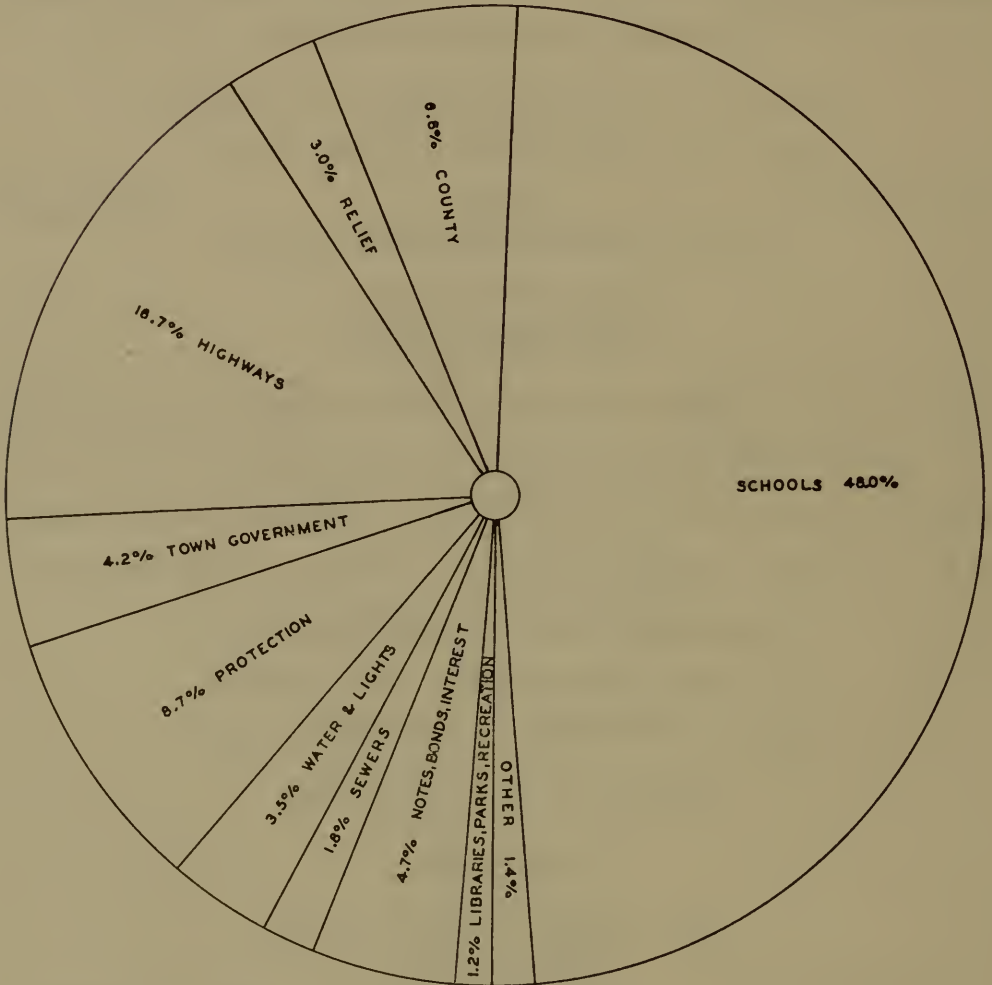 6.8% COUNTY
3.0% RELIEF
16.7% HIGHWAYS
SCHOOLS 48.0%
4.2% TOWN GOVERNMENT
8.7% PROTECTION
3.5% WATER & LIGHTS
1.8% SEWERS
4.7% NOTES, BONDS, INTEREST
1.2% LIBRARIES, PARKS, RECREATION
OTHER 1.4%